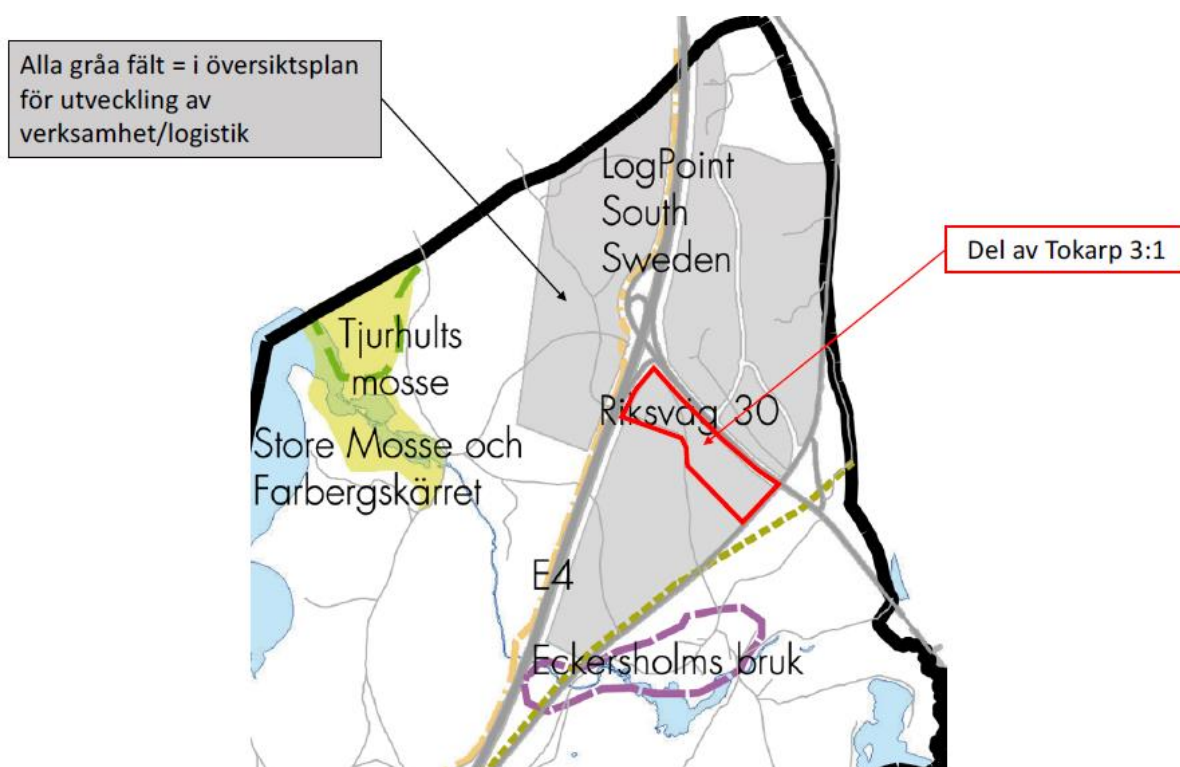 Alla gråa fält = i översiktsplan
för utveckling av
verksamhet/logistik
LogPoint
South
Sweden
Del av Tokarp 3:1
Tjurhults
mosse
Riksväg 30
Store Mosse och
Farbergskärret
E4
Eckersholms bruk